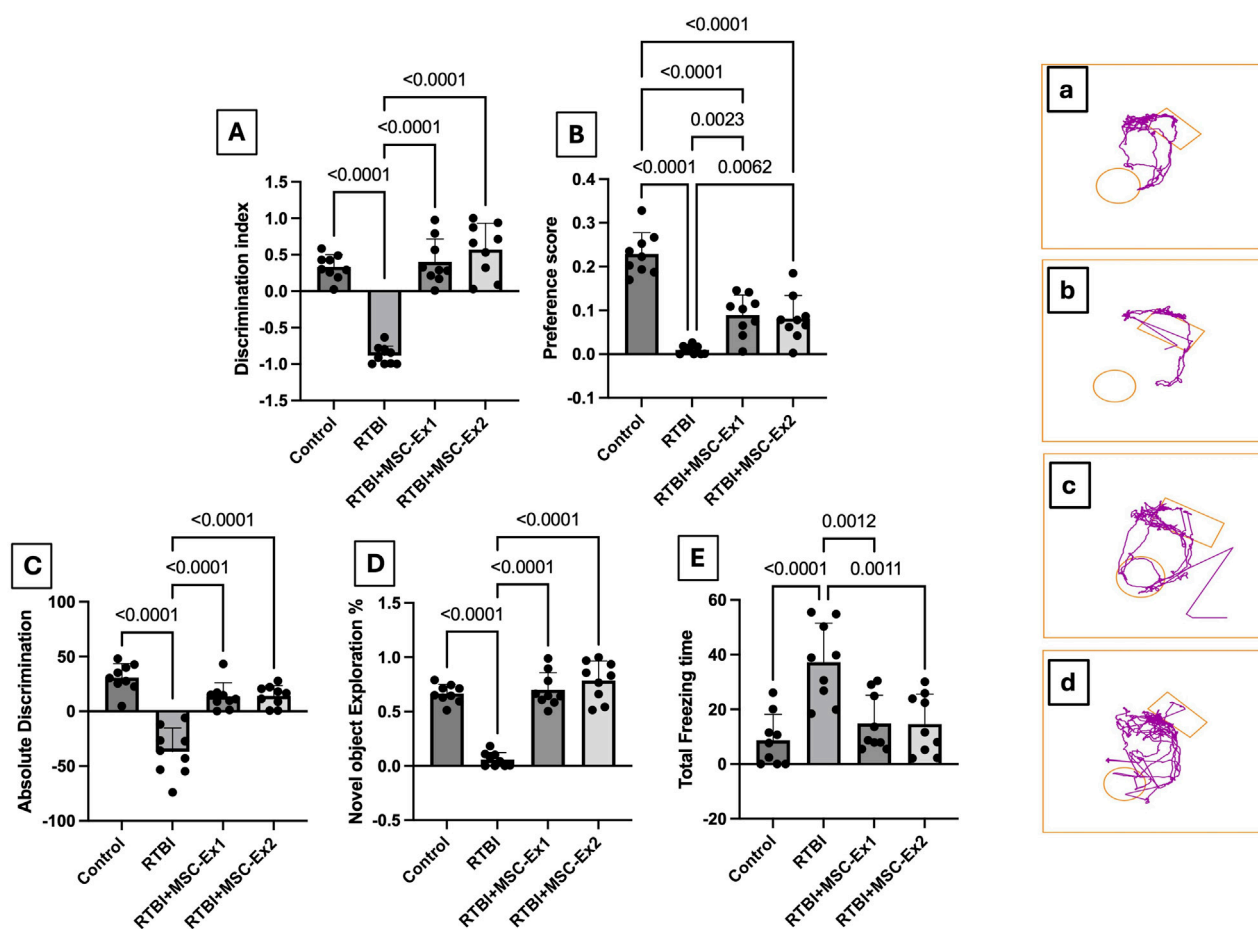 A
<0.0001
<0.0001
<0.0001
Discrimination index
1.5
1.0
0.5
0.0
-0.5
-1.0
-1.5
Control
RTBI
RTBI+MSC-Ex1
RTBI+MSC-Ex2
B
<0.0001
<0.0001
0.0023
<0.0001
0.0062
Preference score
0.4
0.3
0.2
0.1
0.0
-0.1
Control
RTBI
RTBI+MSC-Ex1
RTBI+MSC-Ex2
C
<0.0001
<0.0001
<0.0001
Absolute Discrimination
100
50
0
-50
-100
Control
RTBI
RTBI+MSC-Ex1
RTBI+MSC-Ex2
D
<0.0001
<0.0001
<0.0001
Novel object Exploration %
1.5
1.0
0.5
0.0
-0.5
Control
RTBI
RTBI+MSC-Ex1
RTBI+MSC-Ex2
E
0.0012
<0.0001
0.0011
Total Freezing time
60
40
20
0
-20
Control
RTBI
RTBI+MSC-Ex1
RTBI+MSC-Ex2
a
b
c
d